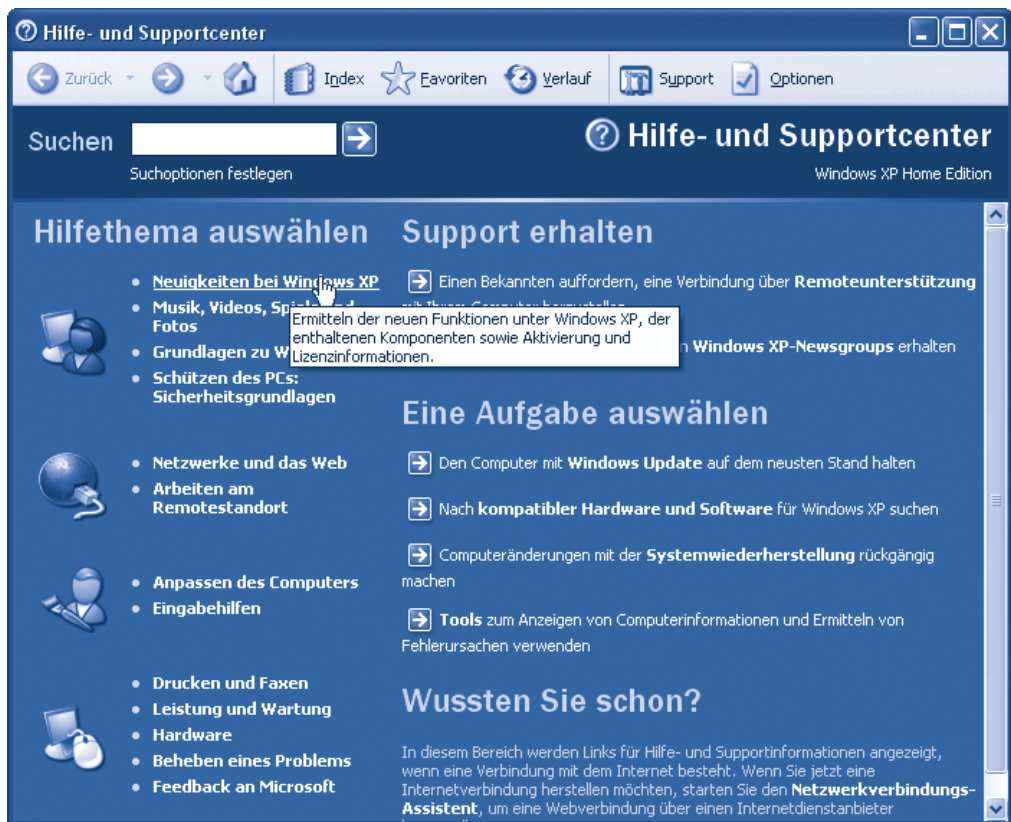 Hilfe- und Supportcenter
Zurück
Index
Favoriten
Verlauf
Support
Optionen
Suchen
Suchoptionen festlegen
Hilfe- und Supportcenter
Windows XP Home Edition
Hilfethema auswählen
Neuigkeiten bei Windows XP
Musik, Videos, Spiele und
Fotos
Grundlagen zu W
Schützen des PCs:
Sicherheitsgrundlagen
Netzwerke und das Web
Arbeiten am
Remotestandort
Anpassen des Computers
Eingabehilfen
Drucken und Faxen
Leistung und Wartung
Hardware
Beheben eines Problems
Feedback an Microsoft
Support erhalten
Einen Bekannten auffordern, eine Verbindung über Remoteunterstützung
Ermitteln der neuen Funktionen unter Windows XP, der
enthaltenen Komponenten sowie Aktivierung und
Lizenzinformationen.
Windows XP-Newsgroups erhalten
Eine Aufgabe auswählen
Den Computer mit Windows Update auf dem neusten Stand halten
Nach kompatibler Hardware und Software für Windows XP suchen
Computeränderungen mit der Systemwiederherstellung rückgängig
machen
Tools zum Anzeigen von Computerinformationen und Ermitteln von
Fehlerursachen verwenden
Wussten Sie schon?
In diesem Bereich werden Links für Hilfe- und Supportinformationen angezeigt,
wenn eine Verbindung mit dem Internet besteht. Wenn Sie jetzt eine
Internetverbindung herstellen möchten, starten Sie den Netzwerkverbindungs-
Assistent, um eine Webverbindung über einen Internetdienstanbieter